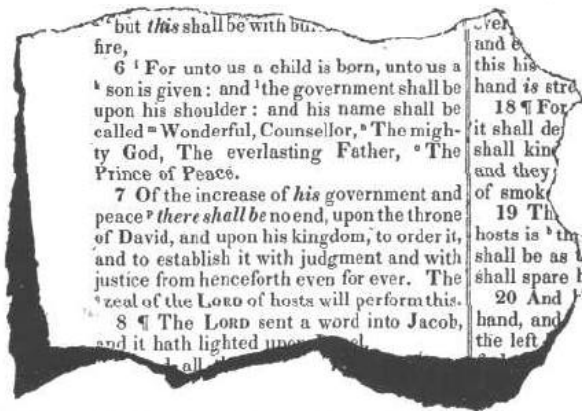 but this shall be with
fire,
6 ¹ For unto us a child is born, unto us a
ᵏ son is given : and ˡ the government shall be
upon his shoulder : and his name shall be
called ᵐ Wonderful, Counsellor, ⁿ The migh-
ty God, The everlasting Father, ᵒ The
Prince of Peace.
7 Of the increase of his government and
peace ᵖ there shall be no end, upon the throne
of David, and upon his kingdom, to order it,
and to establish it with judgment and with
justice from henceforth even for ever. The
ᑫ zeal of the LORD of hosts will perform this.
8 ¶ The LORD sent a word into Jacob,
and it hath lighted upon
all
and
this his
hand is
18 ¶ For
it shall
shall
and they
of
19
hosts is ᵇ
shall be as
shall spare
20 And
hand, and
the left